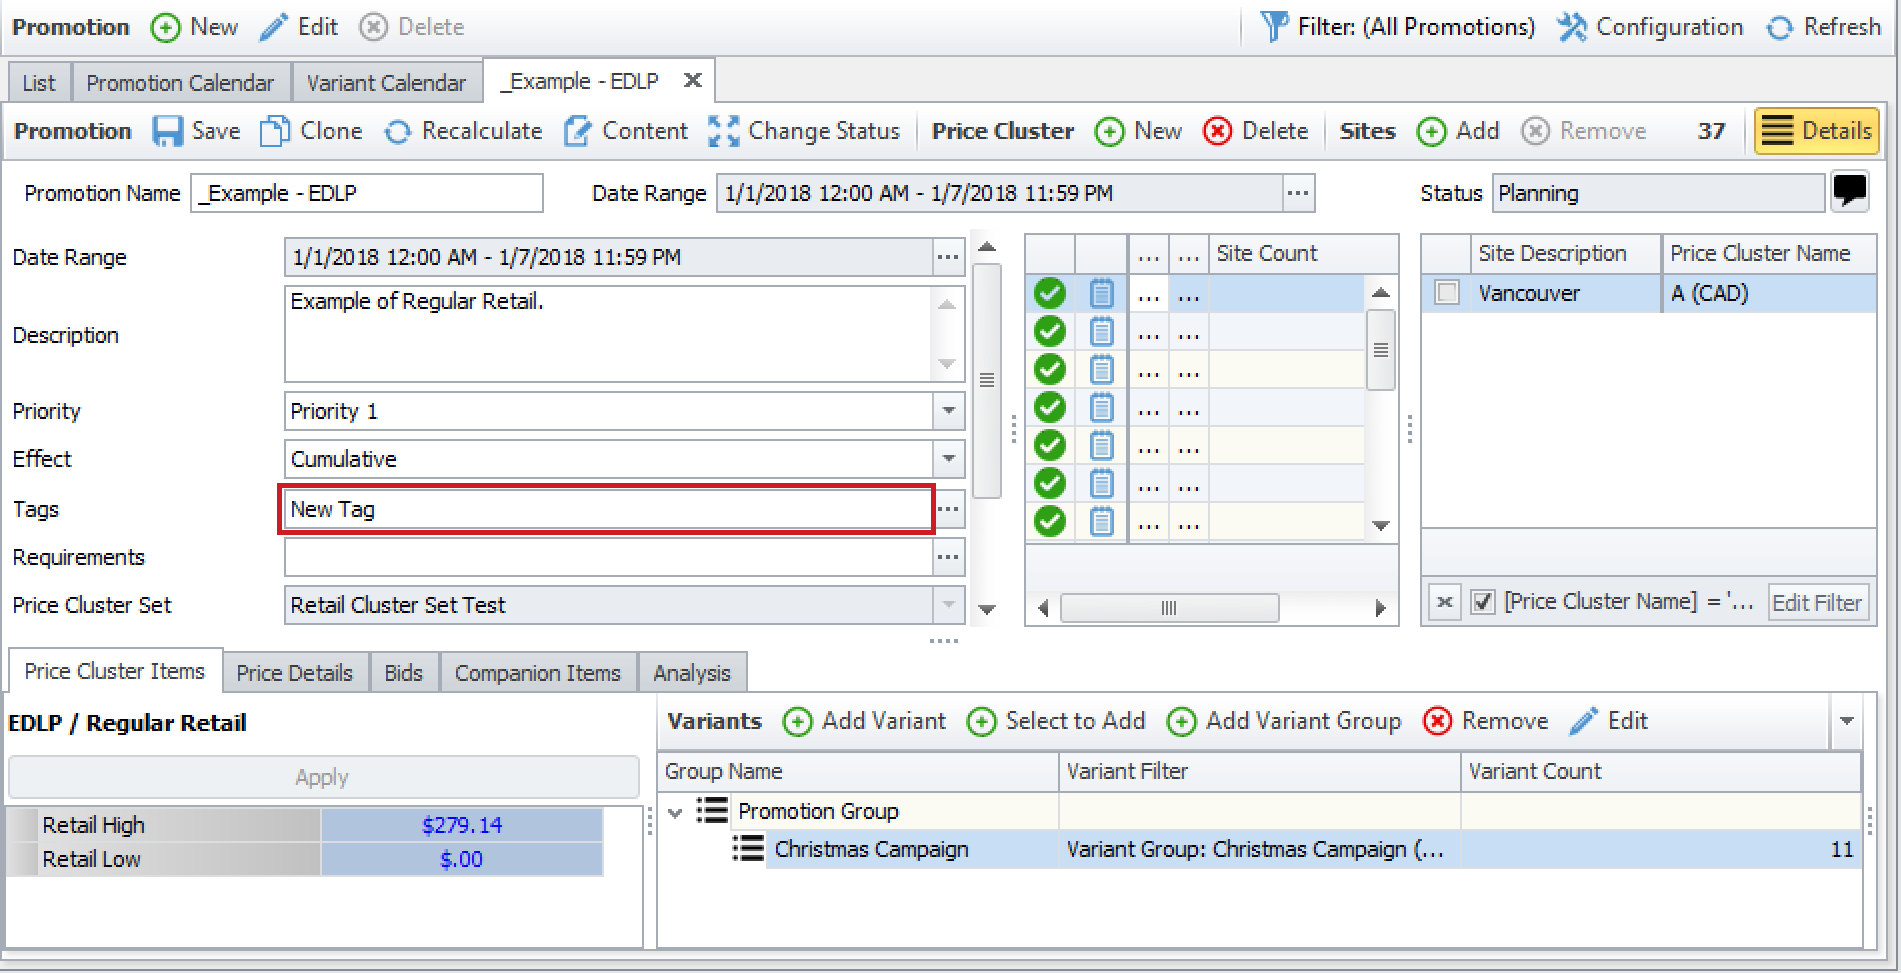 Promotion New Edit Delete Filter: (All Promotions) Configuration Refresh
List Promotion Calendar Variant Calendar _Example - EDLP
Promotion Save Clone Recalculate Content Change Status Price Cluster New Delete Sites Add Remove 37 Details
Promotion Name _Example - EDLP Date Range 1/1/2018 12:00 AM - 1/7/2018 11:59 PM ... Status Planning
Date Range 1/1/2018 12:00 AM - 1/7/2018 11:59 PM ...
Description Example of Regular Retail.
Priority Priority 1
Effect Cumulative
Tags New Tag ...
Requirements ...
Price Cluster Set Retail Cluster Set Test
... ... Site Count
... ...
... ...
... ...
... ...
... ...
... ...
... ...
Site Description Price Cluster Name
Vancouver A (CAD)
[Price Cluster Name] = '... Edit Filter
Price Cluster Items Price Details Bids Companion Items Analysis
EDLP / Regular Retail
Apply
Retail High $279.14
Retail Low $.00
Variants Add Variant Select to Add Add Variant Group Remove Edit
Group Name Variant Filter Variant Count
Promotion Group
Christmas Campaign Variant Group: Christmas Campaign (... 11